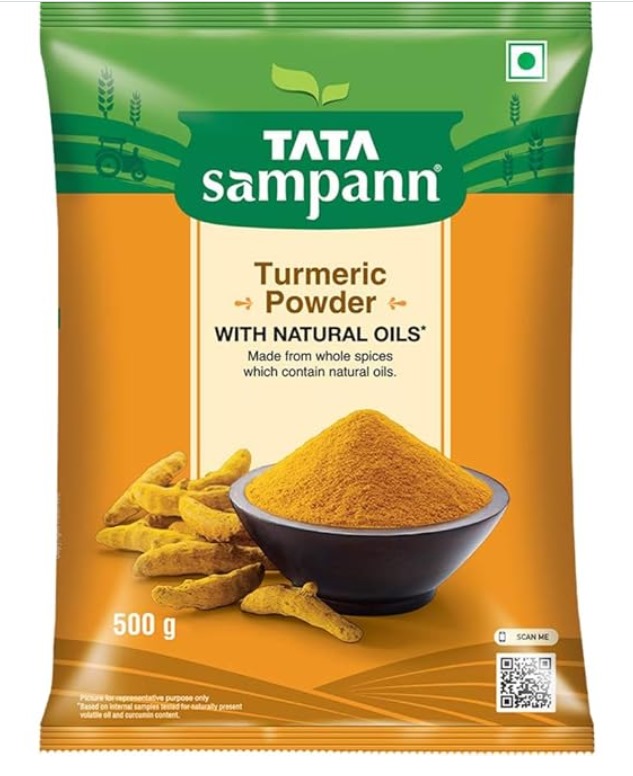 TATA
sampann®
Turmeric
Powder
WITH NATURAL OILS*
Made from whole spices
which contain natural oils.
500 g
SCAN ME
Picture for representative purpose only
*Based on internal samples tested for naturally present
volatile oil and curcumin content.